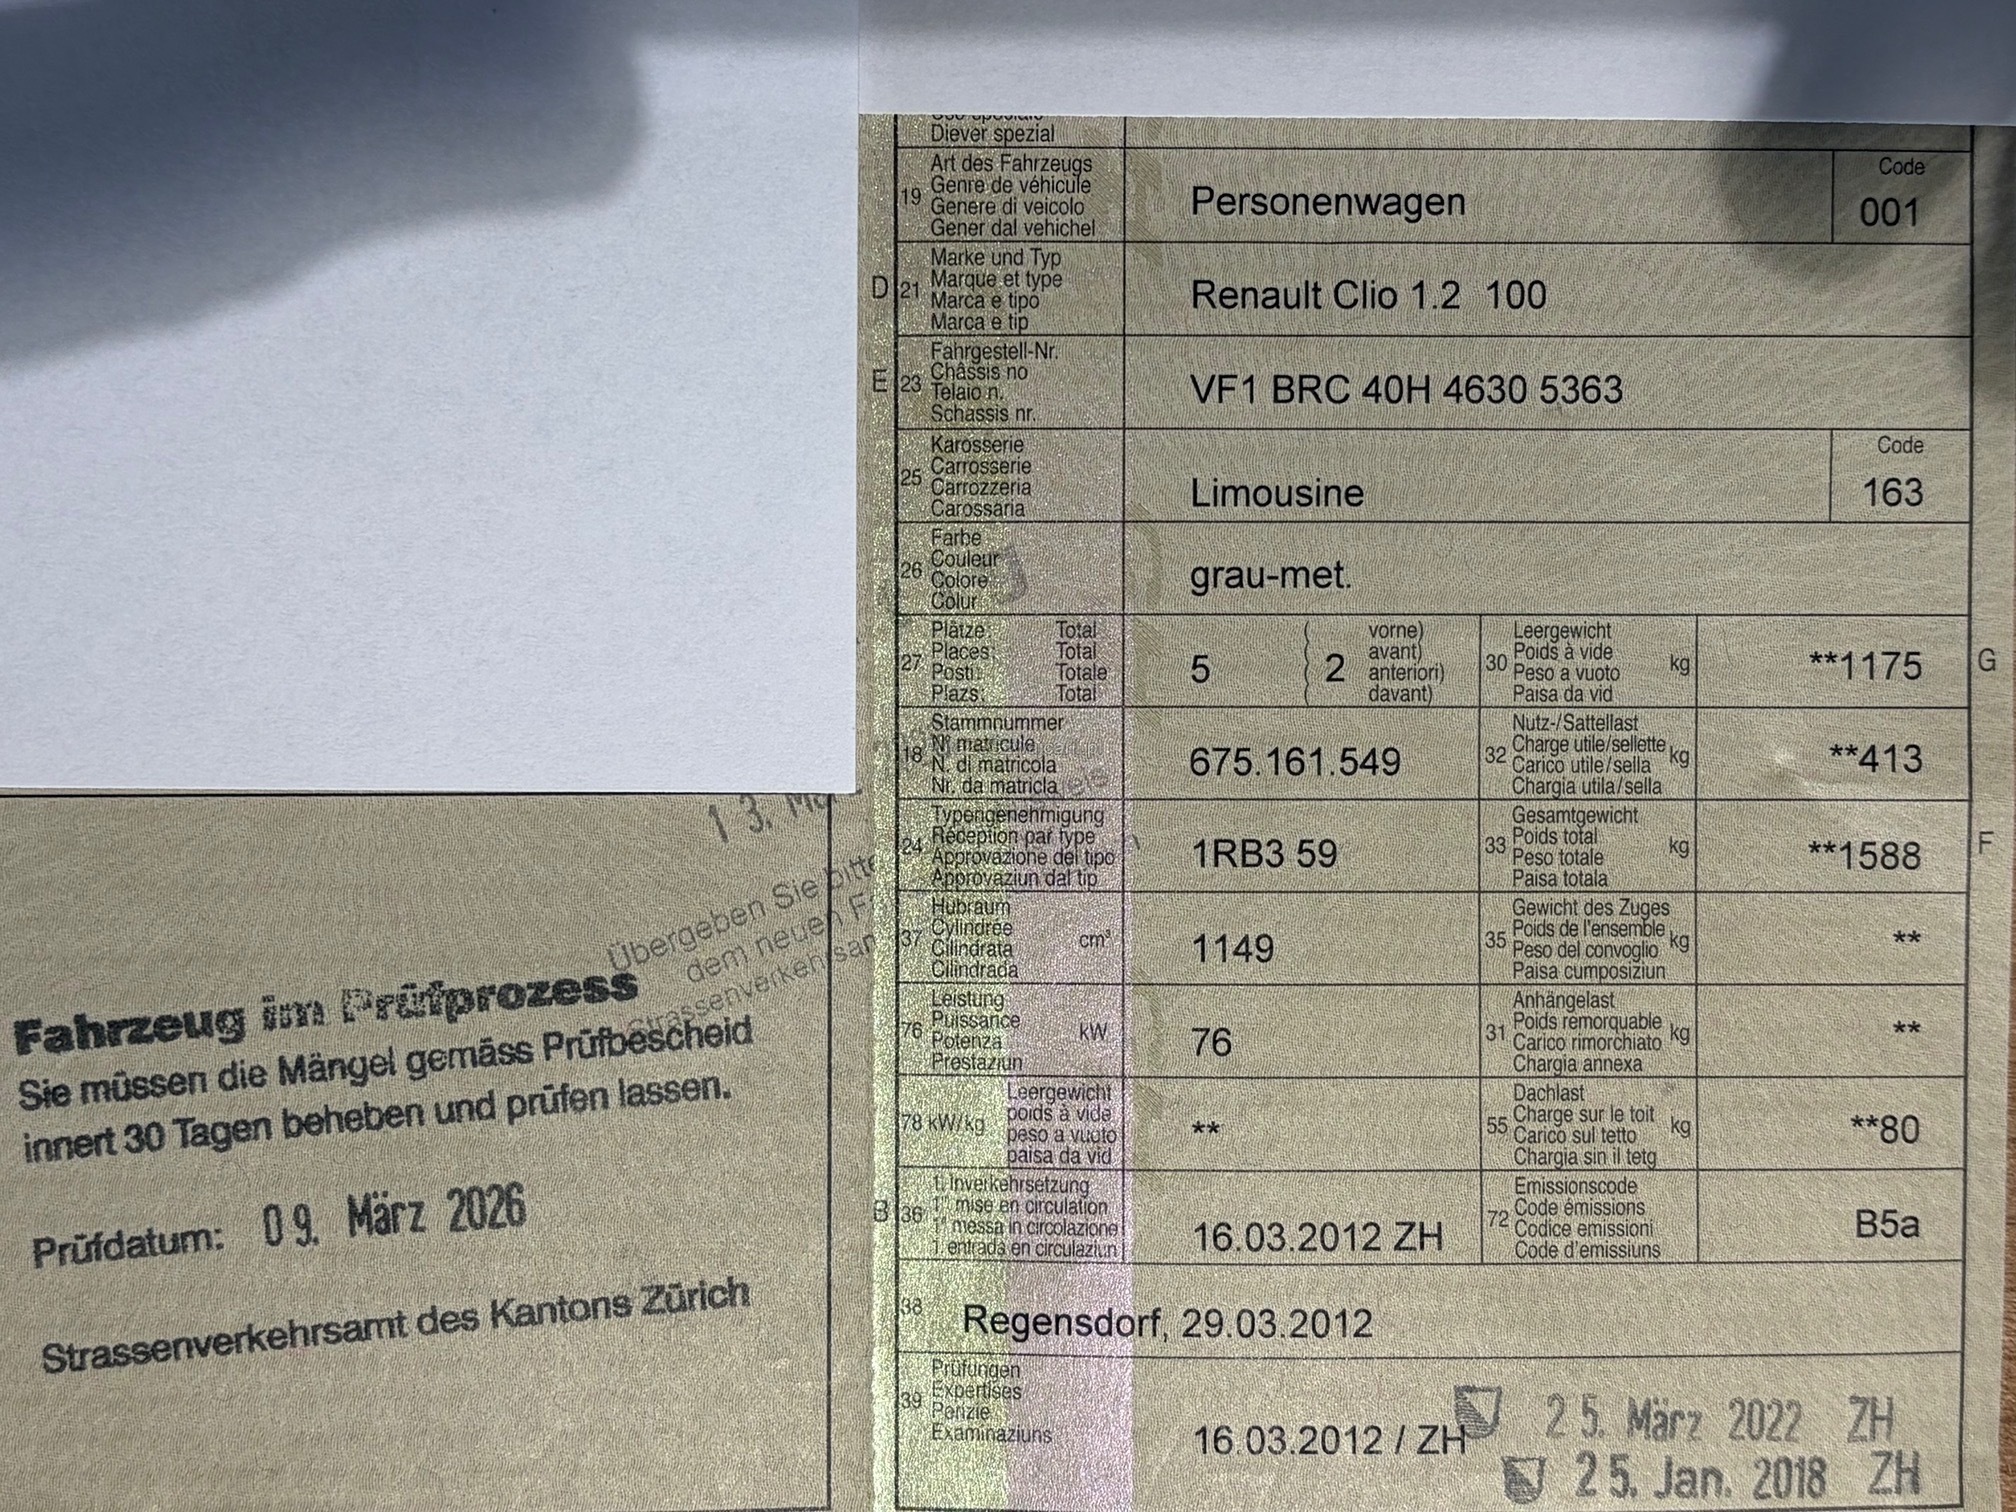 Diever spezial
19
Art des Fahrzeugs
Genre de véhicule
Genere di veicolo
Gener dal vehichel
Personenwagen
Code
001
D
21
Marke und Typ
Marque et type
Marca e tipo
Marca e tip
Renault Clio 1.2 100
E
23
Fahrgestell-Nr.
Châssis no
Telaio n.
Schassis nr.
VF1 BRC 40H 4630 5363
25
Karosserie
Carrosserie
Carrozzeria
Carossaria
Limousine
Code
163
26
Farbe
Couleur
Colore
Colur
grau-met.
27
Plätze: Total
Places: Total
Posti: Totale
Plazs: Total
5
( vorne)
( 2 avant)
( anteriori)
( davant)
30
Leergewicht
Poids à vide
Peso a vuoto
Paisa da vid
kg
**1175
G
18
Stammnummer
N° matricule
N. di matricola
Nr. da matricla
675.161.549
32
Nutz-/Sattellast
Charge utile/sellette
Carico utile/sella
Chargia utila/sella
kg
**413
24
Typengenehmigung
Réception par type
Approvazione del tipo
Approvaziun dal tip
1RB3 59
33
Gesamtgewicht
Poids total
Peso totale
Paisa totala
kg
**1588
F
37
Hubraum
Cylindrée
Cilindrata
Cilindrada
cm³
1149
35
Gewicht des Zuges
Poids de l'ensemble
Peso del convoglio
Paisa cumposiziun
kg
**
76
Leistung
Puissance
Potenza
Prestaziun
kW
76
31
Anhängelast
Poids remorquable
Carico rimorchiato
Chargia annexa
kg
**
78 kW/kg
Leergewicht
poids à vide
peso a vuoto
paisa da vid
**
55
Dachlast
Charge sur le toit
Carico sul tetto
Chargia sin il tetg
kg
**80
B
36
1. Inverkehrsetzung
1re mise en circulation
1a messa in circolazione
1. entrada en circulaziun
16.03.2012 ZH
72
Emissionscode
Code émissions
Codice emissioni
Code d'emissiuns
B5a
38
Regensdorf, 29.03.2012
39
Prüfungen
Expertises
Perizie
Examinaziuns
16.03.2012 / ZH
25. März 2022 ZH
25. Jan. 2018 ZH
13.
Übergeben Sie bitte
dem neuen
Fahrzeug im Prüfprozess
Sie müssen die Mängel gemäss Prüfbescheid
innert 30 Tagen beheben und prüfen lassen.
Prüfdatum: 09. März 2026
Strassenverkehrsamt des Kantons Zürich